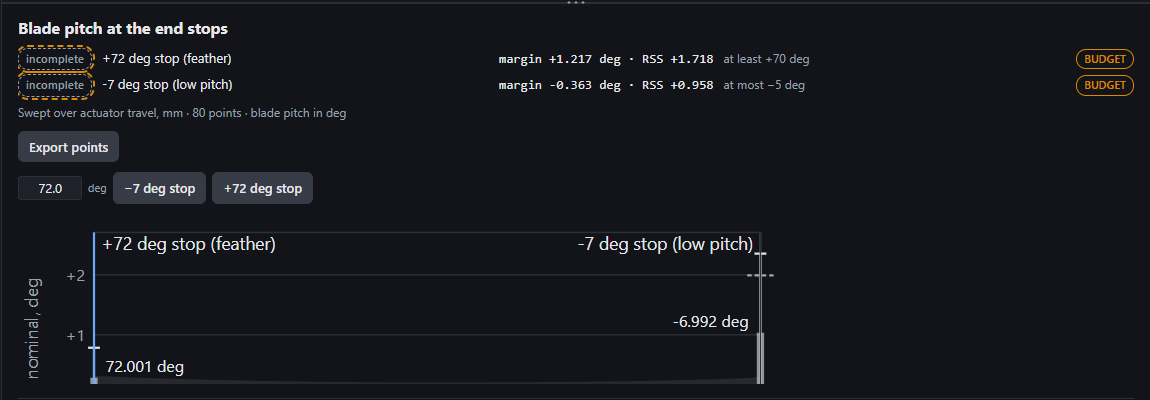 Blade pitch at the end stops
incomplete +72 deg stop (feather) margin +1.217 deg · RSS +1.718 at least +70 deg BUDGET
incomplete -7 deg stop (low pitch) margin -0.363 deg · RSS +0.958 at most −5 deg BUDGET
Swept over actuator travel, mm · 80 points · blade pitch in deg
Export points
72.0 deg −7 deg stop +72 deg stop
+72 deg stop (feather) -7 deg stop (low pitch)
+2
-6.992 deg
+1
72.001 deg
nominal, deg